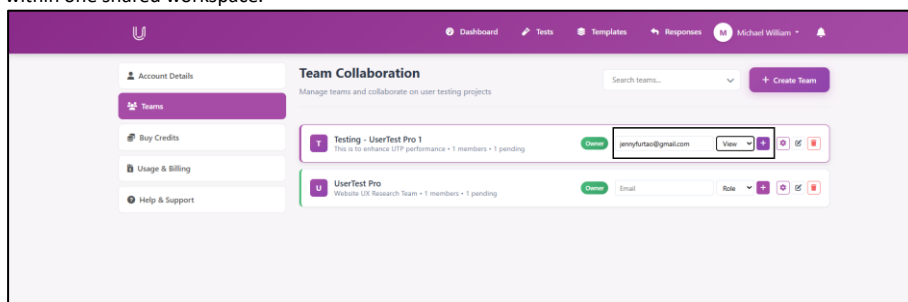 within one shared workspace.
U
Dashboard Tests Templates Responses M Michael William
Account Details
Teams
Buy Credits
Usage & Billing
Help & Support
Team Collaboration
Manage teams and collaborate on user testing projects
Search teams...
+ Create Team
T Testing - UserTest Pro 1
This is to enhance UTP performance • 1 members • 1 pending
Owner jennyfurtao@gmail.com View +
U UserTest Pro
Website UX Research Team • 1 members • 1 pending
Owner Email Role +